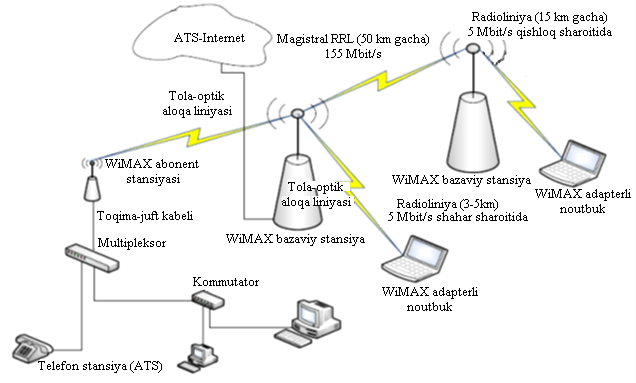 Radioliniya (15 km gacha)
5 Mbit/s qishloq sharoitida
ATS-Internet
Magistral RRL (50 km gacha)
155 Mbit/s
Tola-optik
aloqa liniyasi
WiMAX abonent
stansiyasi
WiMAX bazaviy stansiya
Tola-optik
aloqa liniyasi
WiMAX adapterli
noutbuk
Radioliniya (3-5km)
5 Mbit/s shahar sharoitida
Toqima-juft kabeli
WiMAX bazaviy stansiya
Multipleksor
Kommutator
WiMAX adapterli
noutbuk
Telefon stansiya (ATS)